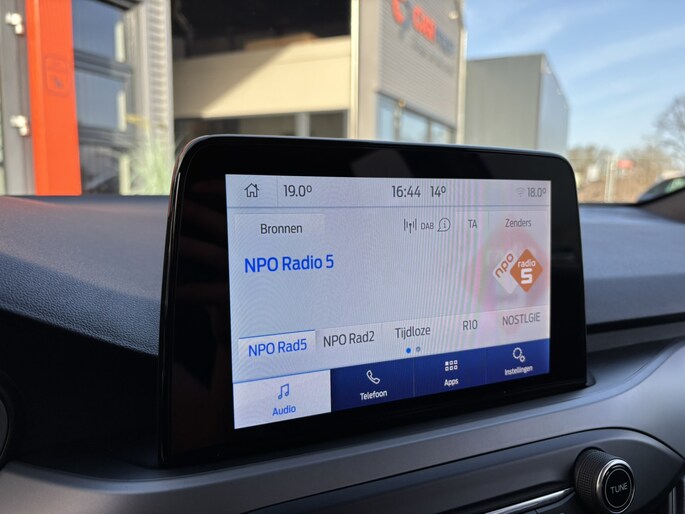 19.0° 16:44 14° 18.0°
Bronnen DAB TA Zenders
NPO Radio 5
npo radio 5
NPO Rad5 NPO Rad2 Tijdloze R10 NOSTLGIE
Audio Telefoon Apps Instellingen
TUNE